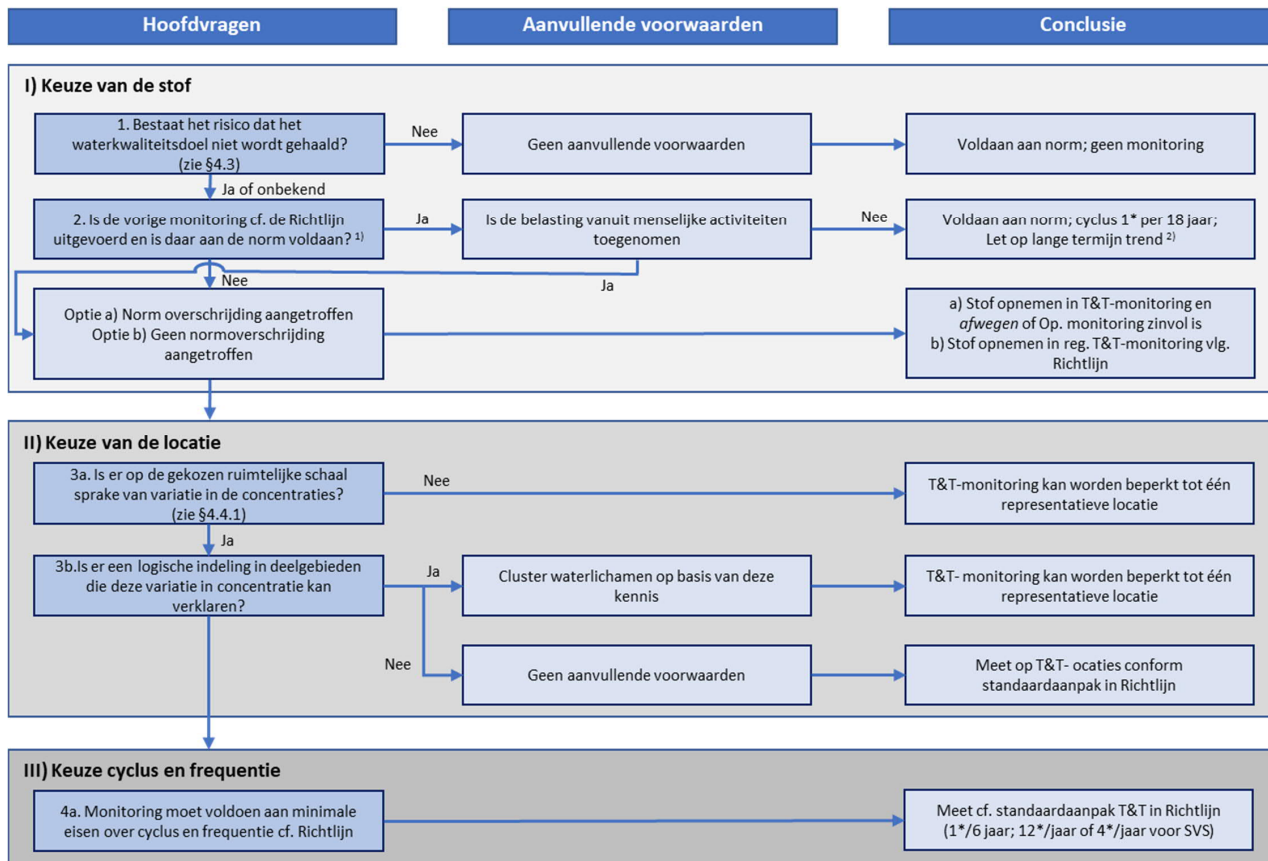 Hoofdvragen
Aanvullende voorwaarden
Conclusie
I) Keuze van de stof
1. Bestaat het risico dat het
waterkwaliteitsdoel niet wordt gehaald?
(zie §4.3)
Nee
Geen aanvullende voorwaarden
Voldaan aan norm; geen monitoring
Ja of onbekend
2. Is de vorige monitoring cf. de Richtlijn
uitgevoerd en is daar aan de norm voldaan? 1)
Ja
Is de belasting vanuit menselijke activiteiten
toegenomen
Nee
Voldaan aan norm; cyclus 1* per 18 jaar;
Let op lange termijn trend 2)
Nee
Ja
Optie a) Norm overschrijding aangetroffen
Optie b) Geen normoverschrijding
aangetroffen
a) Stof opnemen in T&T-monitoring en
afwegen of Op. monitoring zinvol is
b) Stof opnemen in reg. T&T-monitoring vlg.
Richtlijn
II) Keuze van de locatie
3a. Is er op de gekozen ruimtelijke schaal
sprake van variatie in de concentraties?
(zie §4.4.1)
Nee
T&T-monitoring kan worden beperkt tot één
representatieve locatie
Ja
3b.Is er een logische indeling in deelgebieden
die deze variatie in concentratie kan
verklaren?
Ja
Cluster waterlichamen op basis van deze
kennis
T&T- monitoring kan worden beperkt tot één
representatieve locatie
Nee
Geen aanvullende voorwaarden
Meet op T&T- ocaties conform
standaardaanpak in Richtlijn
III) Keuze cyclus en frequentie
4a. Monitoring moet voldoen aan minimale
eisen over cyclus en frequentie cf. Richtlijn
Meet cf. standaardaanpak T&T in Richtlijn
(1*/6 jaar; 12*/jaar of 4*/jaar voor SVS)